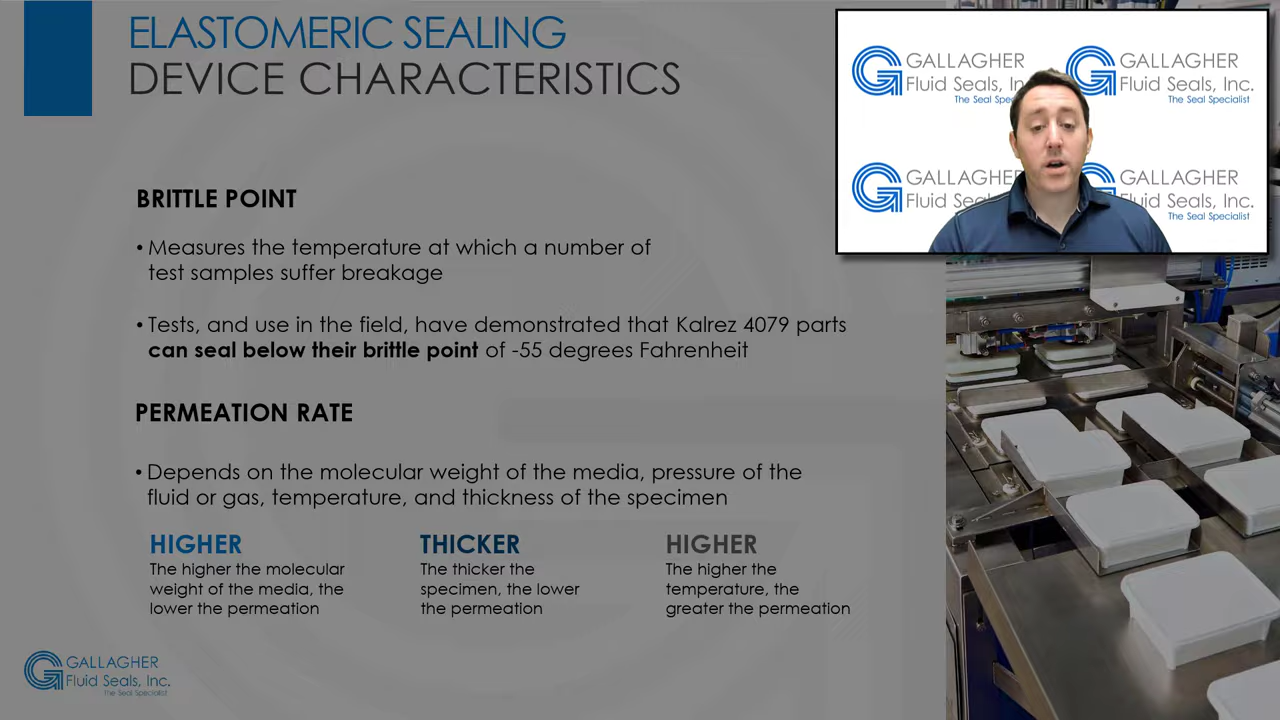 ELASTOMERIC SEALING
DEVICE CHARACTERISTICS
BRITTLE POINT
• Measures the temperature at which a number of
test samples suffer breakage
• Tests, and use in the field, have demonstrated that Kalrez 4079 parts
can seal below their brittle point of -55 degrees Fahrenheit
PERMEATION RATE
• Depends on the molecular weight of the media, pressure of the
fluid or gas, temperature, and thickness of the specimen
HIGHER
The higher the molecular
weight of the media, the
lower the permeation
THICKER
The thicker the
specimen, the lower
the permeation
HIGHER
The higher the
temperature, the
greater the permeation
GALLAGHER
Fluid Seals, Inc.
The Seal Specialist
GALLAGHER
Fluid Seals, In
The Seal Spe
GALLAGHER
Fluid Seals, Inc.
The Seal Specialist
GALLAGHE
Fluid Seals
GALLAGHER
Fluid Seals, Inc.
The Seal Specialist